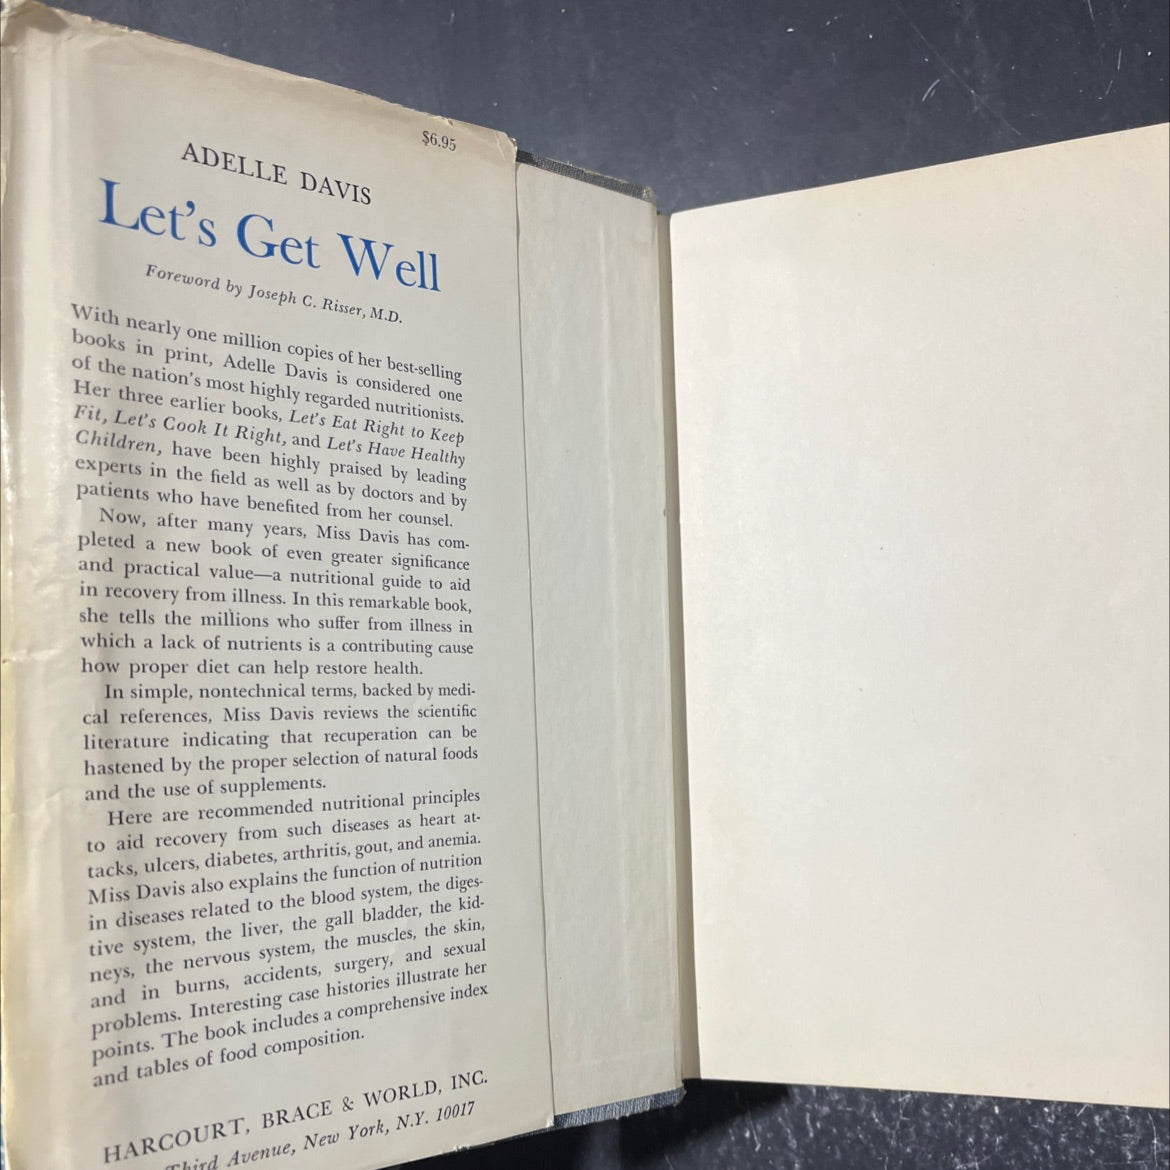 $6.95
ADELLE DAVIS
Let's Get Well
Foreword by Joseph C. Risser, M.D.
With nearly one million copies of her best-selling
books in print, Adelle Davis is considered one
of the nation's most highly regarded nutritionists.
Her three earlier books, Let's Eat Right to Keep
Fit, Let's Cook It Right, and Let's Have Healthy
Children, have been highly praised by leading
experts in the field as well as by doctors and by
patients who have benefited from her counsel.
Now, after many years, Miss Davis has com-
pleted a new book of even greater significance
and practical value—a nutritional guide to aid
in recovery from illness. In this remarkable book,
she tells the millions who suffer from illness in
which a lack of nutrients is a contributing cause
how proper diet can help restore health.
In simple, nontechnical terms, backed by medi-
cal references, Miss Davis reviews the scientific
literature indicating that recuperation can be
hastened by the proper selection of natural foods
and the use of supplements.
Here are recommended nutritional principles
to aid recovery from such diseases as heart at-
tacks, ulcers, diabetes, arthritis, gout, and anemia.
Miss Davis also explains the function of nutrition
in diseases related to the blood system, the diges-
tive system, the liver, the gall bladder, the kid-
neys, the nervous system, the muscles, the skin,
and in burns, accidents, surgery, and sexual
problems. Interesting case histories illustrate her
points. The book includes a comprehensive index
and tables of food composition.
HARCOURT, BRACE & WORLD, INC.
Third Avenue, New York, N.Y. 10017